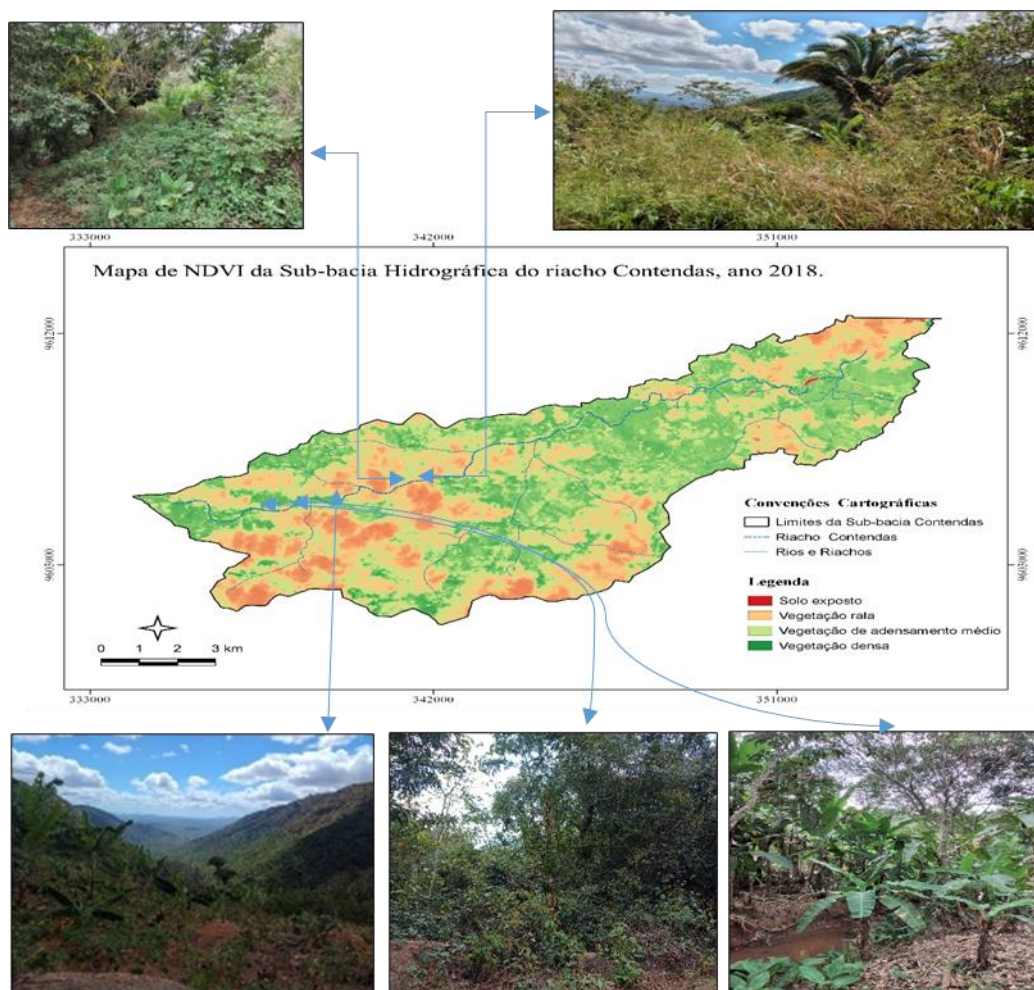 333000
342000
351000
Mapa de NDVI da Sub-bacia Hidrográfica do riacho Contendas, ano 2018.
9612000
9612000
Convenções Cartográficas
Limites da Sub-bacia Contendas
Riacho Contendas
Rios e Riachos
9603000
9603000
Legenda
Solo exposto
Vegetação rala
Vegetação de adensamento médio
Vegetação densa
0 1 2 3 km
333000
342000
351000